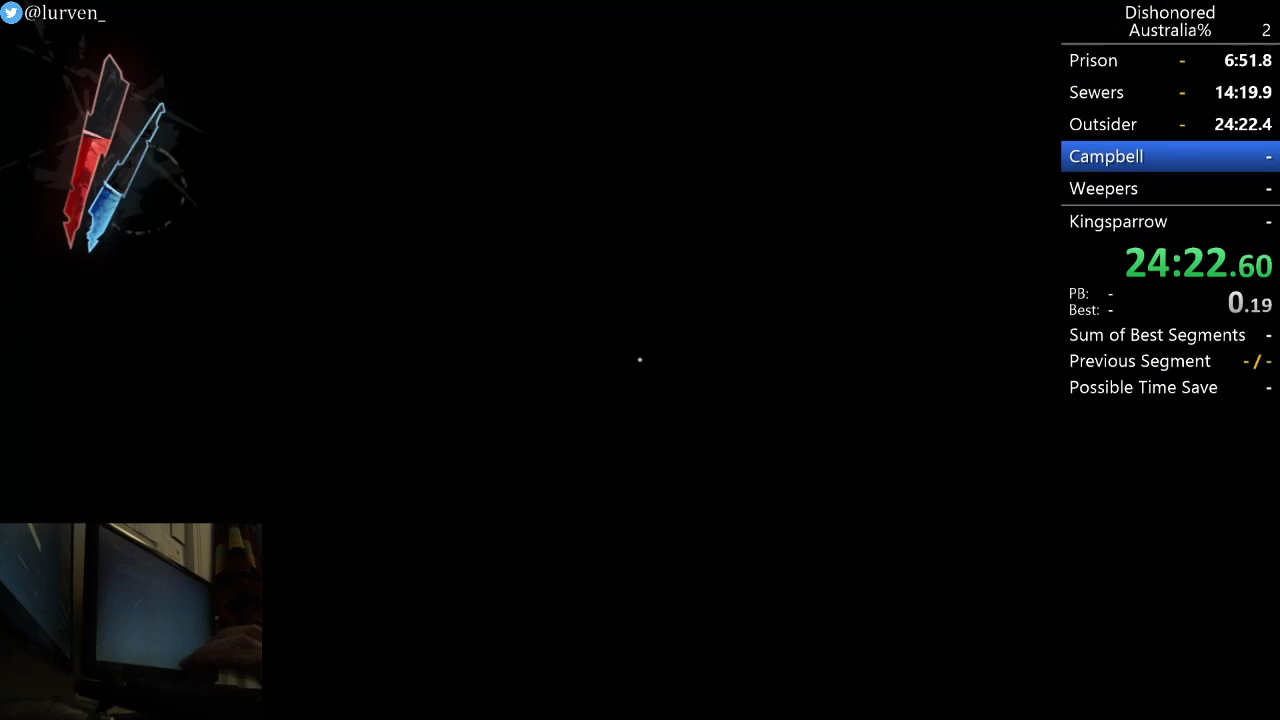 @lurven_
Dishonored
Australia% 2
Prison - 6:51.8
Sewers - 14:19.9
Outsider - 24:22.4
Campbell -
Weepers -
Kingsparrow -
24:22.60
PB: -
0.19
Best: -
Sum of Best Segments -
Previous Segment - / -
Possible Time Save -